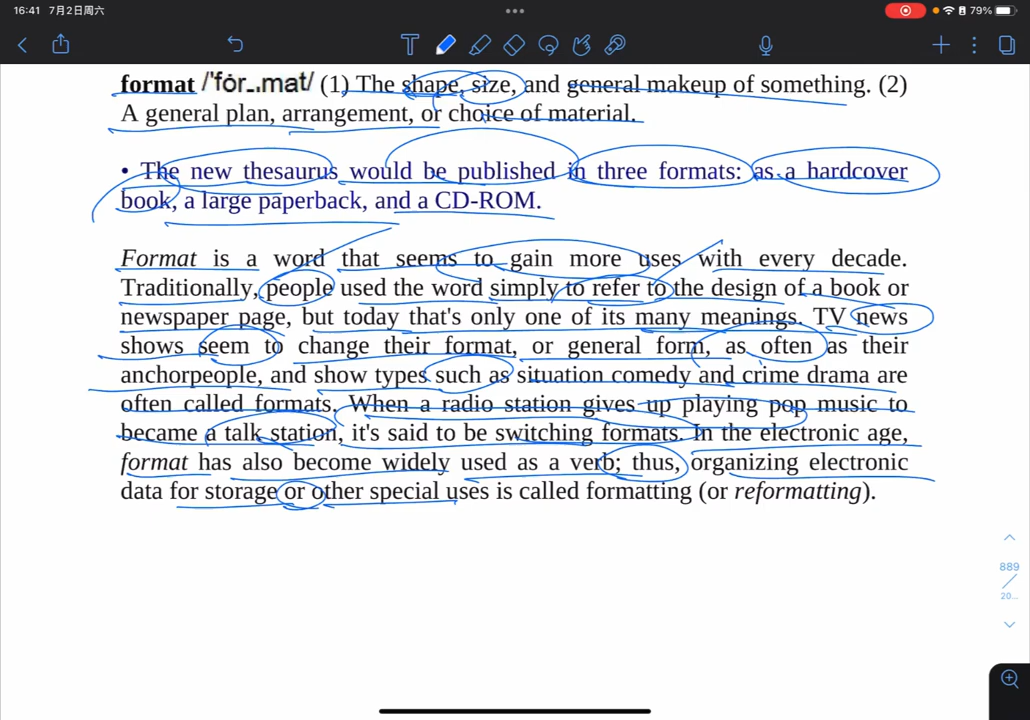 16:41 7月2日周六
79%
format /ˈfȯr-ˌmat/ (1) The shape, size, and general makeup of something. (2)
A general plan, arrangement, or choice of material.
• The new thesaurus would be published in three formats: as a hardcover
book, a large paperback, and a CD-ROM.
Format is a word that seems to gain more uses with every decade.
Traditionally, people used the word simply to refer to the design of a book or
newspaper page, but today that's only one of its many meanings. TV news
shows seem to change their format, or general form, as often as their
anchorpeople, and show types such as situation comedy and crime drama are
often called formats. When a radio station gives up playing pop music to
became a talk station, it's said to be switching formats. In the electronic age,
format has also become widely used as a verb; thus, organizing electronic
data for storage or other special uses is called formatting (or reformatting).
889
20...